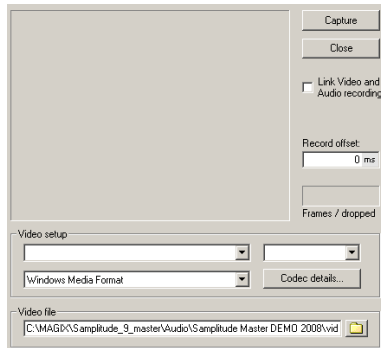 Capture
Close
Link Video and
Audio recording
Record offset:
0 ms
Frames / dropped
Video setup
Windows Media Format
Codec details...
Video file
C:\MAGIX\Samplitude_9_master\Audio\Samplitude Master DEMO 2008\vid